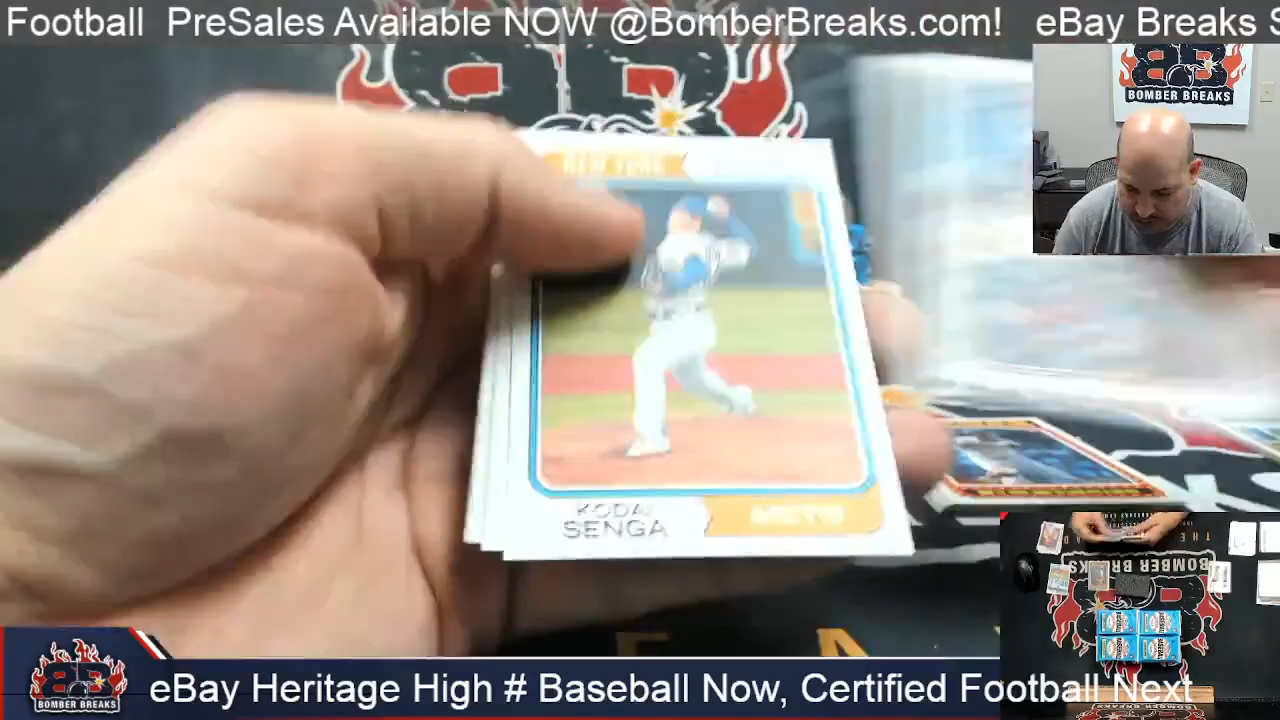 Football  PreSales Available NOW @BomberBreaks.com!   eBay Breaks S
BOMBER BREAKS
NEW YORK
KODAI
SENGA
METS
BOMBER BREAKS
BOMBER BREAKS
eBay Heritage High # Baseball Now, Certified Football Next